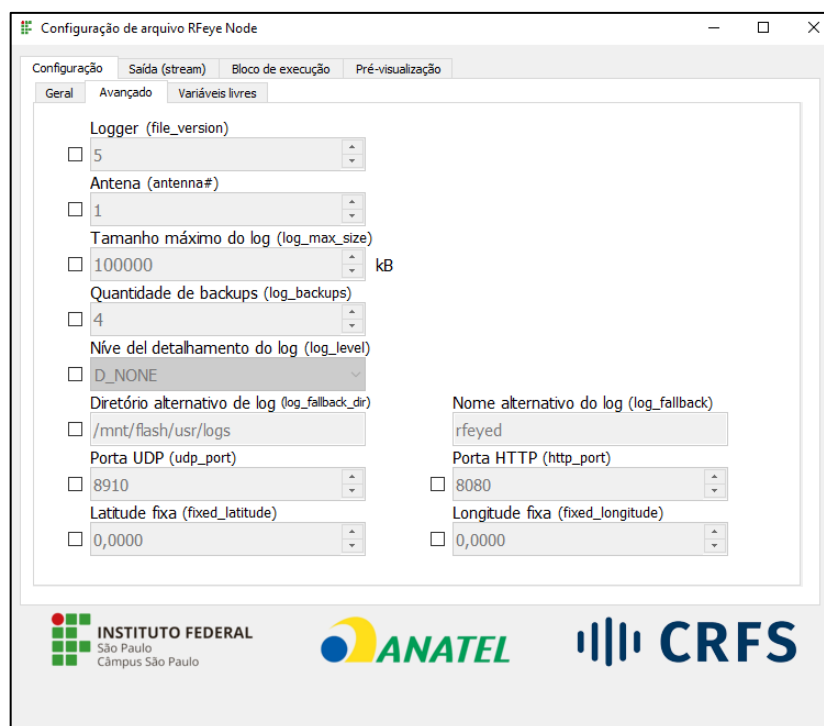 Configuração de arquivo RFeye Node
Configuração Saída (stream) Bloco de execução Pré-visualização
Geral Avançado Variáveis livres
Logger (file_version)
5
Antena (antenna#)
1
Tamanho máximo do log (log_max_size)
100000 kB
Quantidade de backups (log_backups)
4
Níve del detalhamento do log (log_level)
D_NONE
Diretório alternativo de log (log_fallback_dir) Nome alternativo do log (log_fallback)
/mnt/flash/usr/logs rfeyed
Porta UDP (udp_port) Porta HTTP (http_port)
8910 8080
Latitude fixa (fixed_latitude) Longitude fixa (fixed_longitude)
0,0000 0,0000
INSTITUTO FEDERAL
São Paulo
Câmpus São Paulo
ANATEL
CRFS